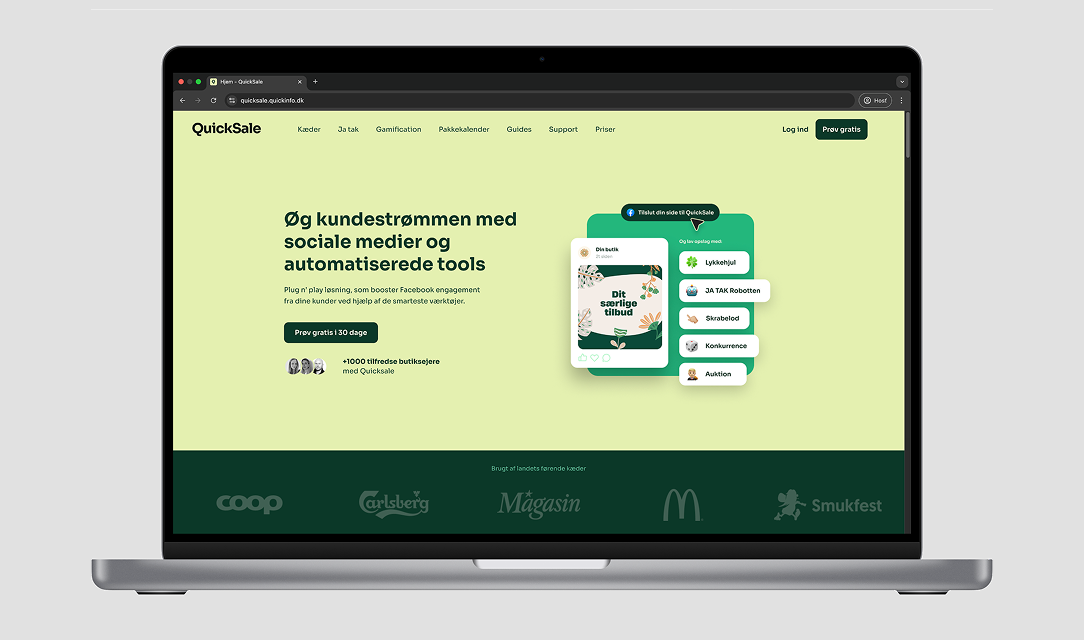 Hjem - QuickSale
quicksale.quickinfo.dk
Host
QuickSale
Kæder
Ja tak
Gamification
Pakkekalender
Guides
Support
Priser
Log ind
Prøv gratis
Øg kundestrømmen med
sociale medier og
automatiserede tools
Plug n' play løsning, som booster Facebook engagement
fra dine kunder ved hjælp af de smarteste værktøjer.
Prøv gratis i 30 dage
+1000 tilfredse butiksejere
med Quicksale
Tilslut din side til QuickSale
Og lav opslag med:
Din butik
Dit
særlige
tilbud
Lykkehjul
JA TAK Robotten
Skrabelod
Konkurrence
Auktion
Brugt af landets førende kæder
coop
Carlsberg
Magasin
Smukfest